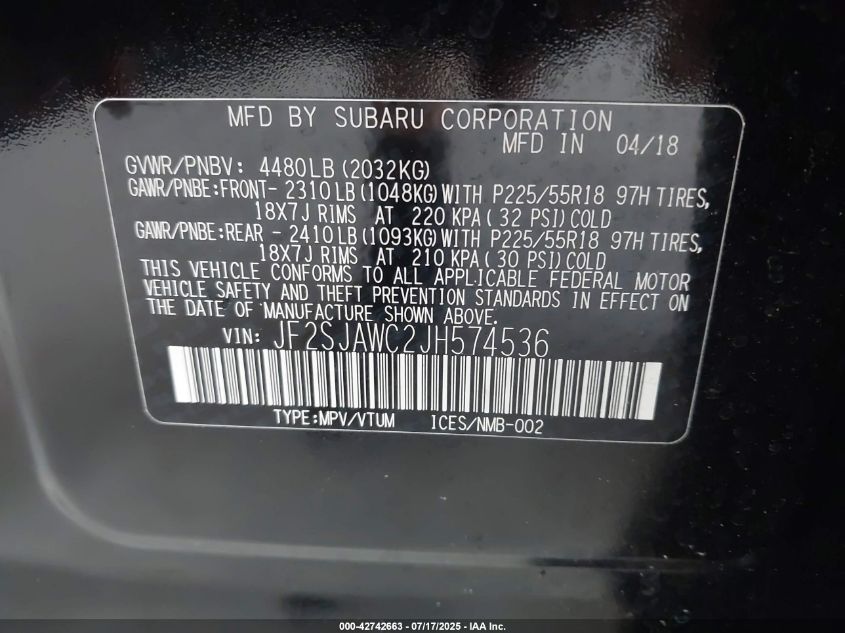 MFD BY SUBARU CORPORATION
MFD IN 04/18
GVWR/PNBV: 4480LB (2032KG)
GAWR/PNBE:FRONT- 2310LB (1048KG) WITH P225/55R18 97H TIRES,
18X7J RIMS AT 220 KPA ( 32 PSI) COLD
GAWR/PNBE:REAR - 2410LB (1093KG) WITH P225/55R18 97H TIRES,
18X7J RIMS AT 210 KPA ( 30 PSI) COLD
THIS VEHICLE CONFORMS TO ALL APPLICABLE FEDERAL MOTOR
VEHICLE SAFETY AND THEFT PREVENTION STANDARDS IN EFFECT ON
THE DATE OF MANUFACTURE SHOWN ABOVE.
VIN: JF2SJAWC2JH574536
TYPE:MPV/VTUM ICES/NMB-002
000-42742663 - 07/17/2025 - IAA Inc.